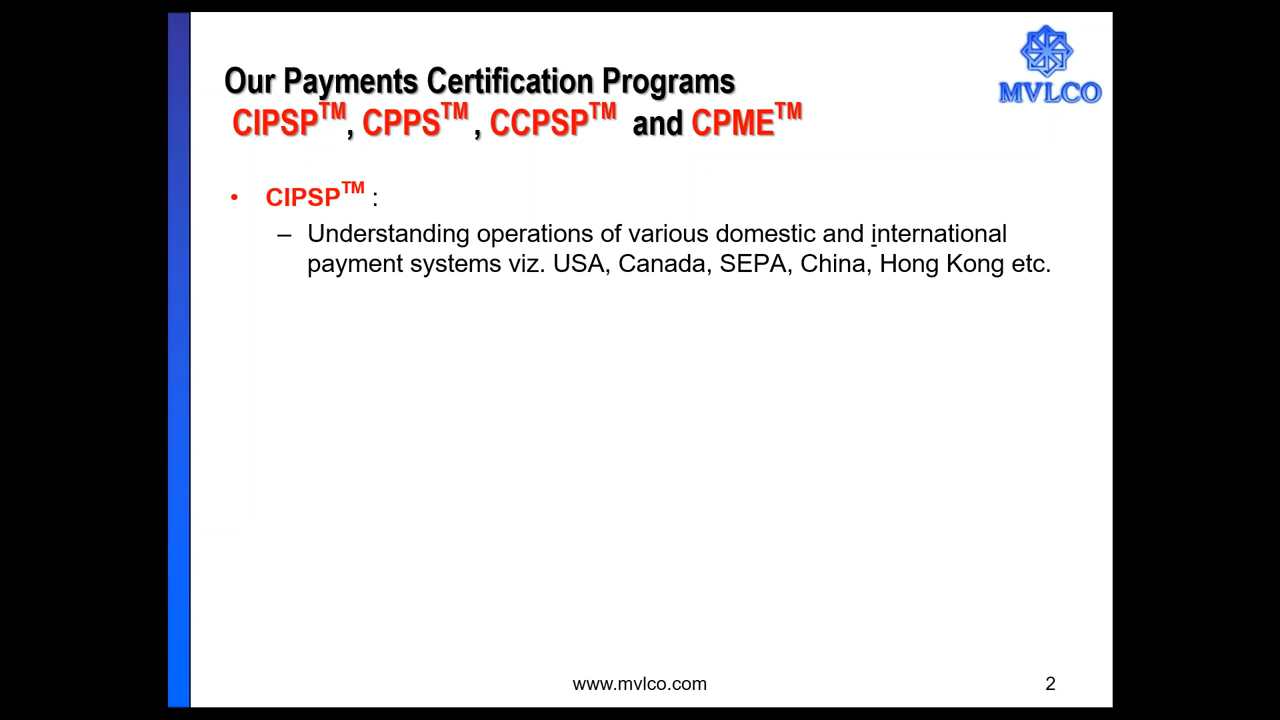 Our Payments Certification Programs
CIPSP™, CPPS™ , CCPSP™ and CPME™
MVLCO
• CIPSP™ :
– Understanding operations of various domestic and international
payment systems viz. USA, Canada, SEPA, China, Hong Kong etc.
www.mvlco.com
2